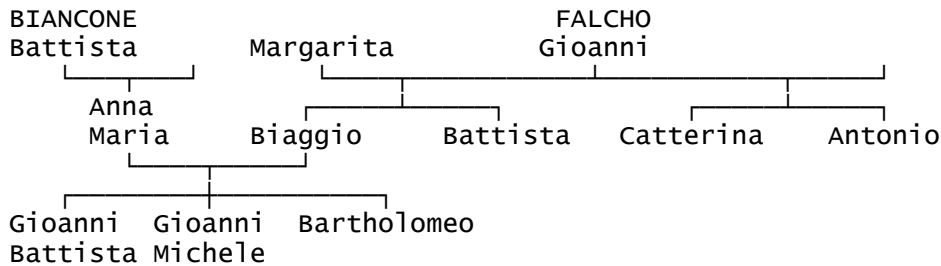 BIANCONE FALCHO
Battista Margarita Gioanni
Anna
Maria Biaggio Battista Catterina Antonio
Gioanni Gioanni Bartholomeo
Battista Michele